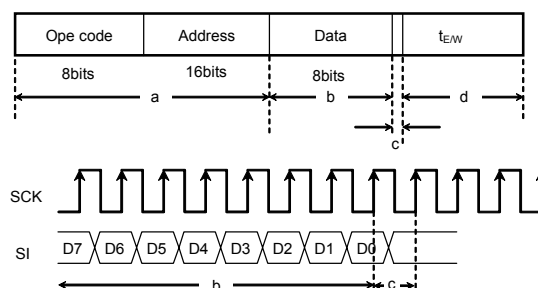 Ope code Address Data tE/W
8bits 16bits 8bits
a b d
c
SCK
SI D7 D6 D5 D4 D3 D2 D1 D0
b c